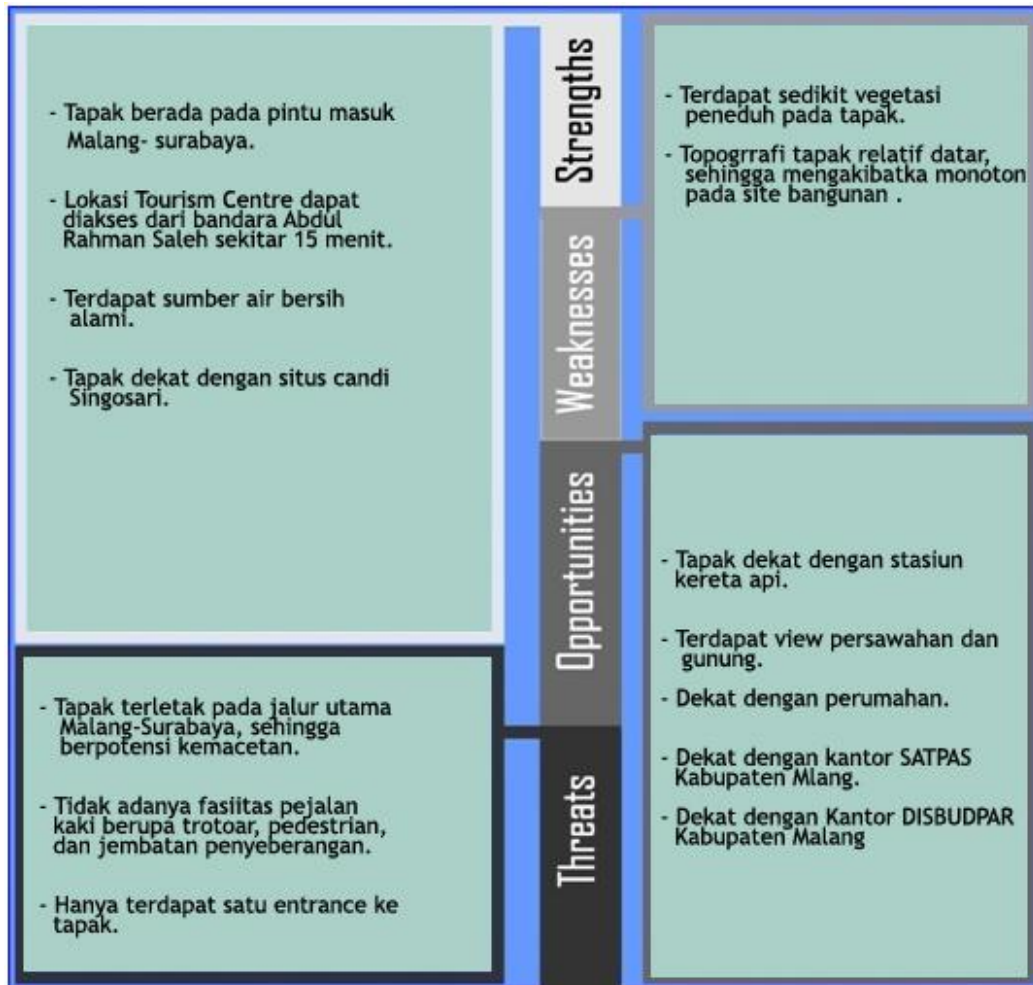 Strengths
- Tapak berada pada pintu masuk
Malang- surabaya.
- Lokasi Tourism Centre dapat
diakses dari bandara Abdul
Rahman Saleh sekitar 15 menit.
- Terdapat sumber air bersih
alami.
- Tapak dekat dengan situs candi
Singosari.
Weaknesses
- Terdapat sedikit vegetasi
peneduh pada tapak.
- Topogrrafi tapak relatif datar,
sehingga mengakibatka monoton
pada site bangunan .
Opportunities
- Tapak dekat dengan stasiun
kereta api.
- Terdapat view persawahan dan
gunung.
- Dekat dengan perumahan.
- Dekat dengan kantor SATPAS
Kabupaten Mlang.
- Dekat dengan Kantor DISBUDPAR
Kabupaten Malang
Threats
- Tapak terletak pada jalur utama
Malang-Surabaya, sehingga
berpotensi kemacetan.
- Tidak adanya fasiitas pejalan
kaki berupa trotoar, pedestrian,
dan jembatan penyeberangan.
- Hanya terdapat satu entrance ke
tapak.